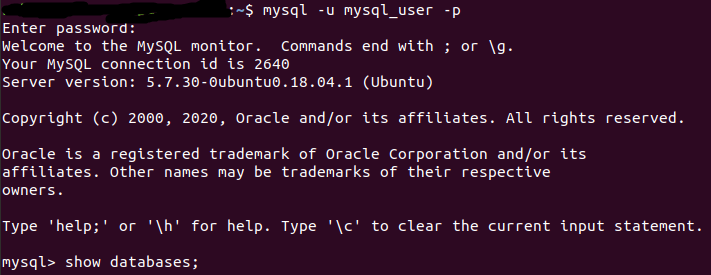 :~$ mysql -u mysql_user -p
Enter password:
Welcome to the MySQL monitor.  Commands end with ; or \g.
Your MySQL connection id is 2640
Server version: 5.7.30-0ubuntu0.18.04.1 (Ubuntu)
Copyright (c) 2000, 2020, Oracle and/or its affiliates. All rights reserved.
Oracle is a registered trademark of Oracle Corporation and/or its
affiliates. Other names may be trademarks of their respective
owners.
Type 'help;' or '\h' for help. Type '\c' to clear the current input statement.
mysql> show databases;